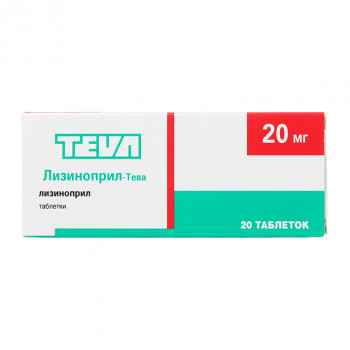 TEVA
20 мг
Лизиноприл-Тева
лизиноприл
таблетки
20 ТАБЛЕТОК